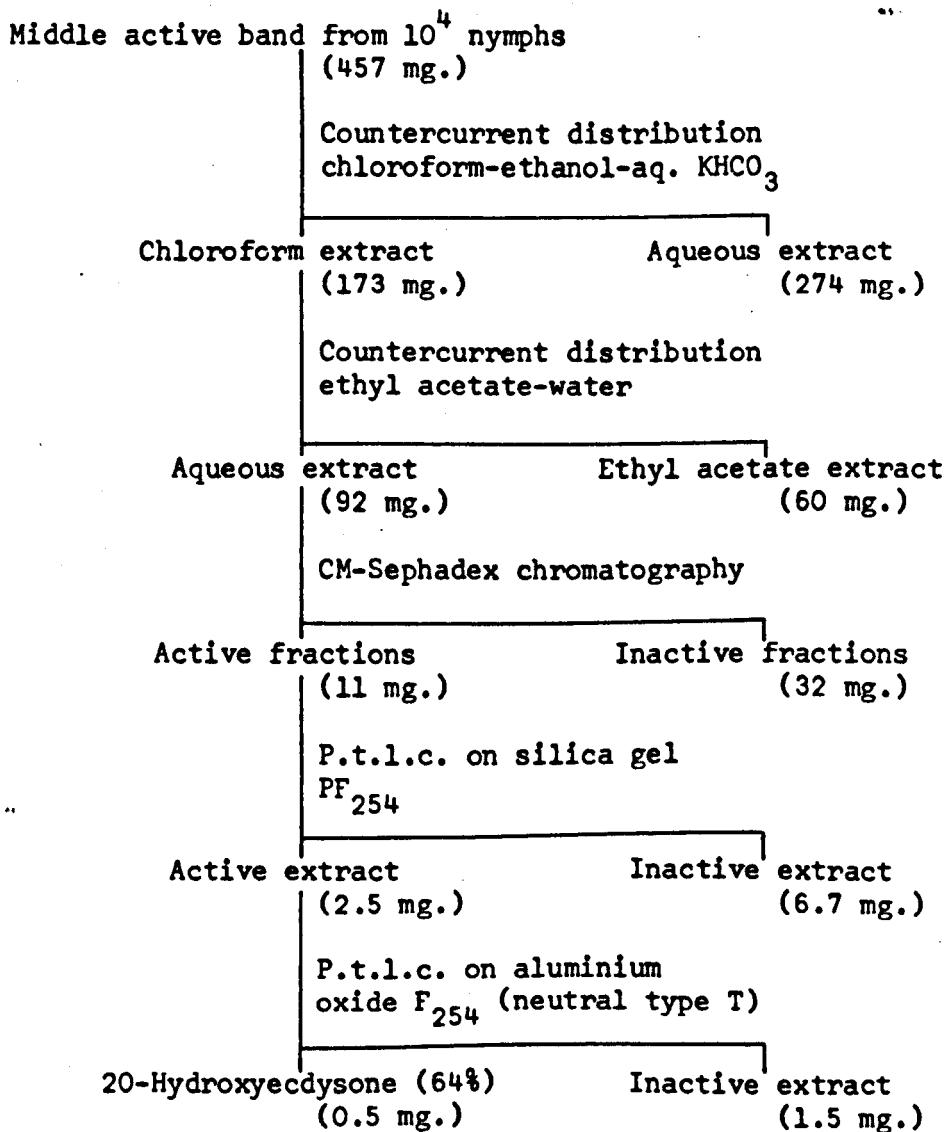 Middle active band from 10⁴ nymphs
(457 mg.)
Countercurrent distribution
chloroform-ethanol-aq. KHCO₃
Chloroform extract Aqueous extract
(173 mg.) (274 mg.)
Countercurrent distribution
ethyl acetate-water
Aqueous extract Ethyl acetate extract
(92 mg.) (60 mg.)
CM-Sephadex chromatography
Active fractions Inactive fractions
(11 mg.) (32 mg.)
P.t.l.c. on silica gel
PF₂₅₄
Active extract Inactive extract
(2.5 mg.) (6.7 mg.)
P.t.l.c. on aluminium
oxide F₂₅₄ (neutral type T)
20-Hydroxyecdysone (64%) Inactive extract
(0.5 mg.) (1.5 mg.)